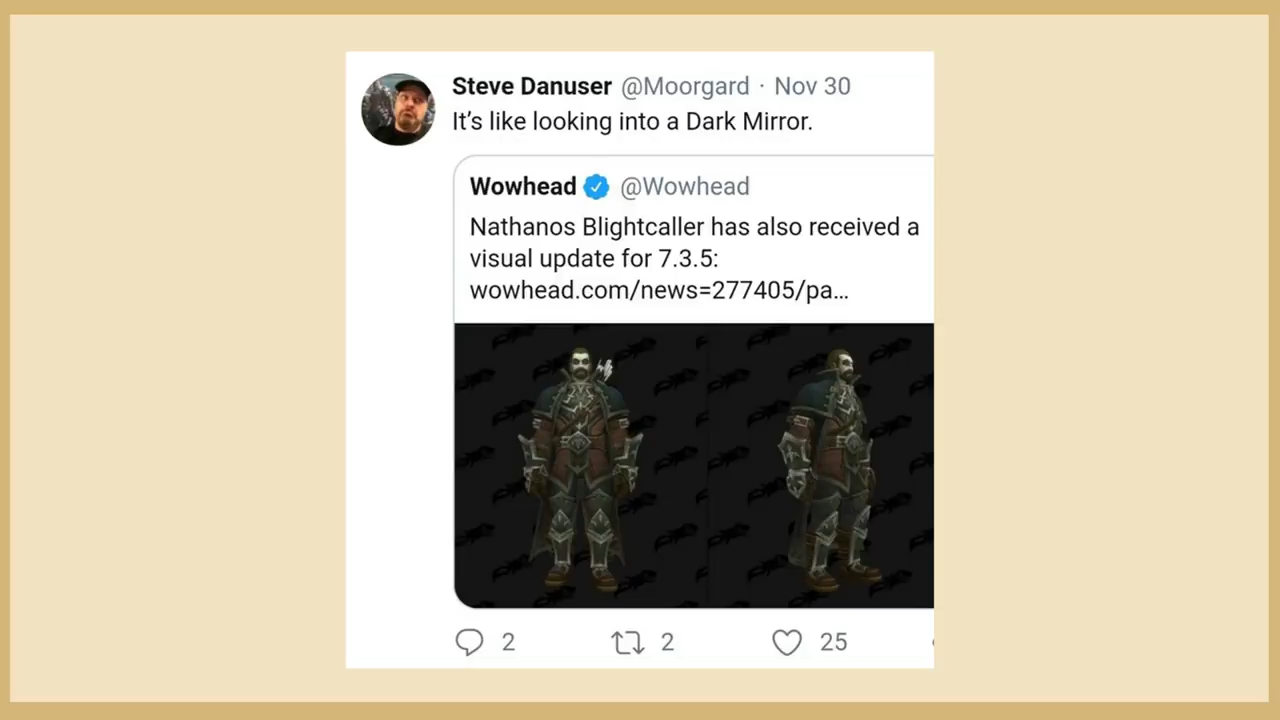 Steve Danuser @Moorgard · Nov 30
It’s like looking into a Dark Mirror.
Wowhead @Wowhead
Nathanos Blightcaller has also received a
visual update for 7.3.5:
wowhead.com/news=277405/pa…
2 2 25